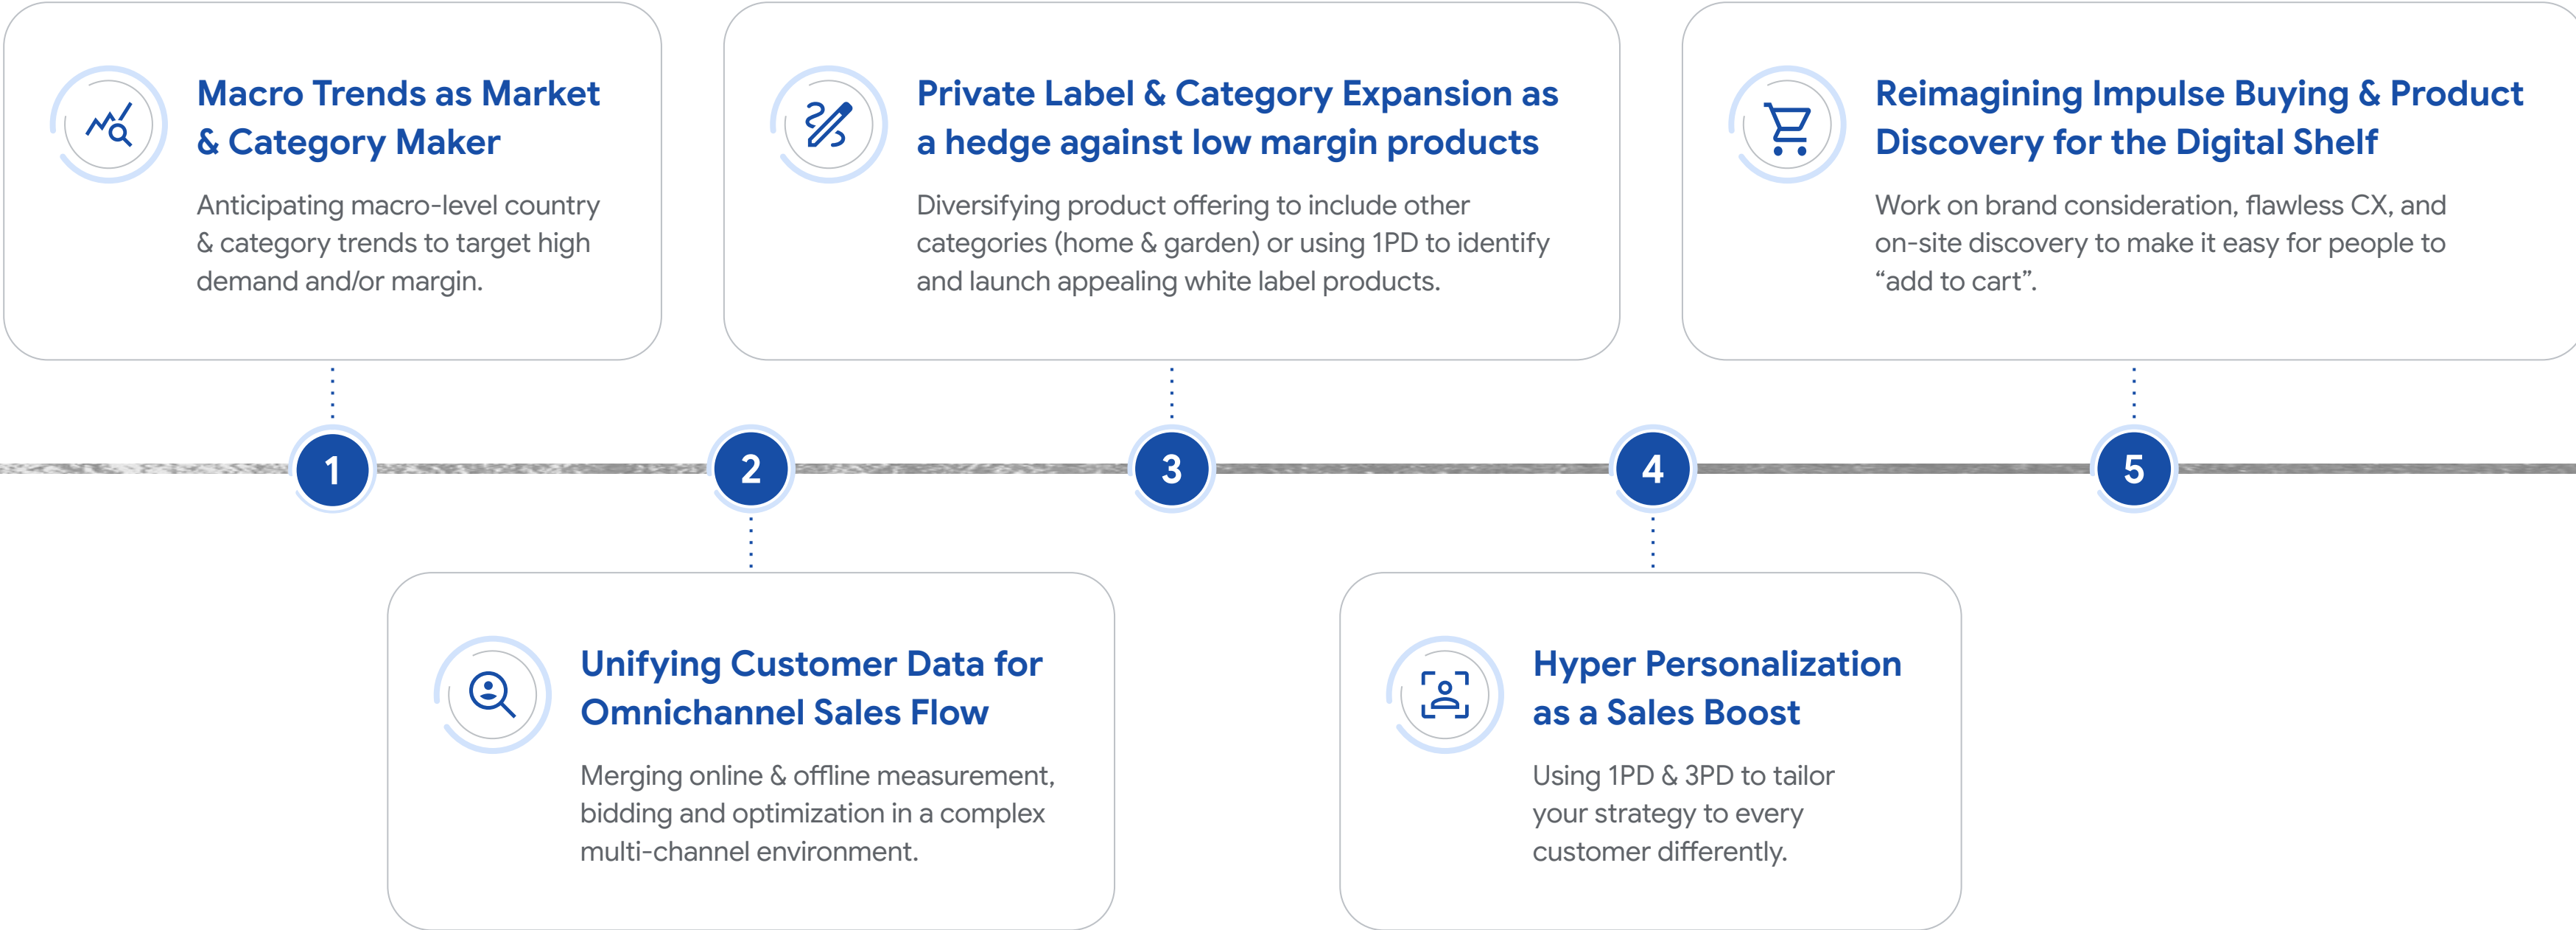 Macro Trends as Market
& Category Maker
Anticipating macro-level country
& category trends to target high
demand and/or margin.
Private Label & Category Expansion as
a hedge against low margin products
Diversifying product offering to include other
categories (home & garden) or using 1PD to identify
and launch appealing white label products.
Reimagining Impulse Buying & Product
Discovery for the Digital Shelf
Work on brand consideration, flawless CX, and
on-site discovery to make it easy for people to
“add to cart”.
1
2
3
4
5
Unifying Customer Data for
Omnichannel Sales Flow
Merging online & offline measurement,
bidding and optimization in a complex
multi-channel environment.
Hyper Personalization
as a Sales Boost
Using 1PD & 3PD to tailor
your strategy to every
customer differently.